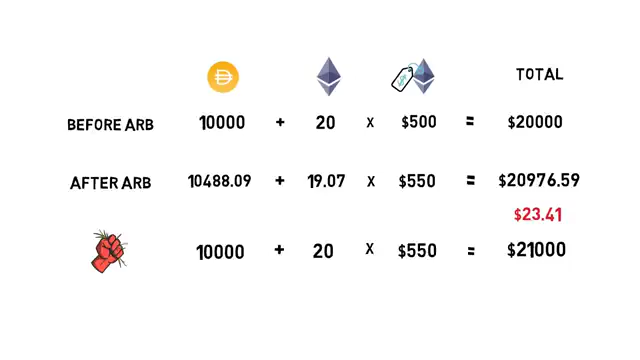 TOTAL
BEFORE ARB 10000 + 20 X $500 = $20000
AFTER ARB 10488.09 + 19.07 X $550 = $20976.59
$23.41
10000 + 20 X $550 = $21000